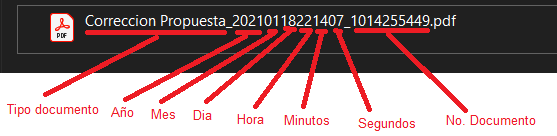 PDF
Correccion Propuesta_20210118221407_1014255449.pdf
Tipo documento
Año
Mes
Dia
Hora
Minutos
Segundos
No. Documento